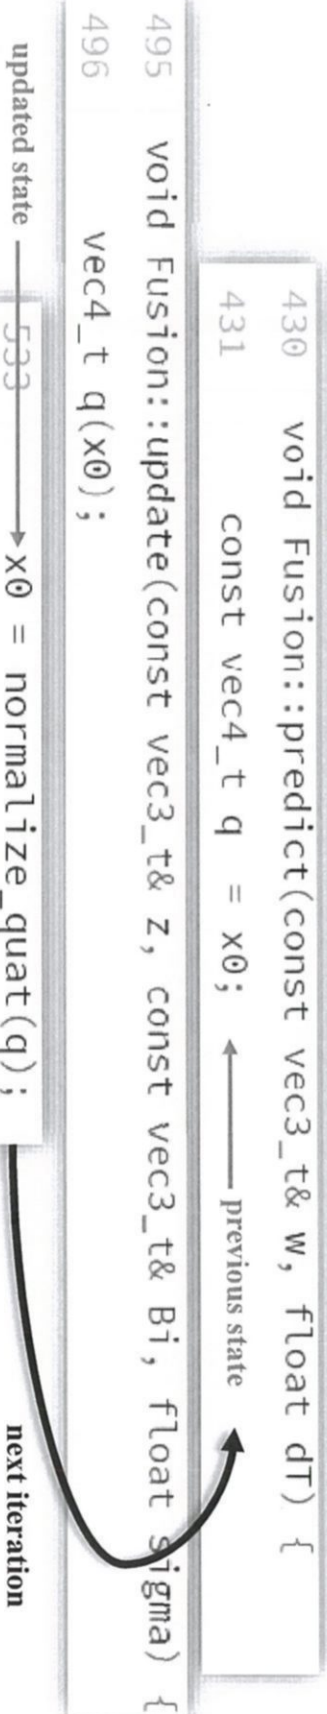 430 void Fusion::predict(const vec3_t& w, float dT) {
431 const vec4_t q = x0;
previous state
495 void Fusion::update(const vec3_t& z, const vec3_t& Bi, float sigma) {
496 vec4_t q(x0);
updated state
533 x0 = normalize_quat(q);
next iteration